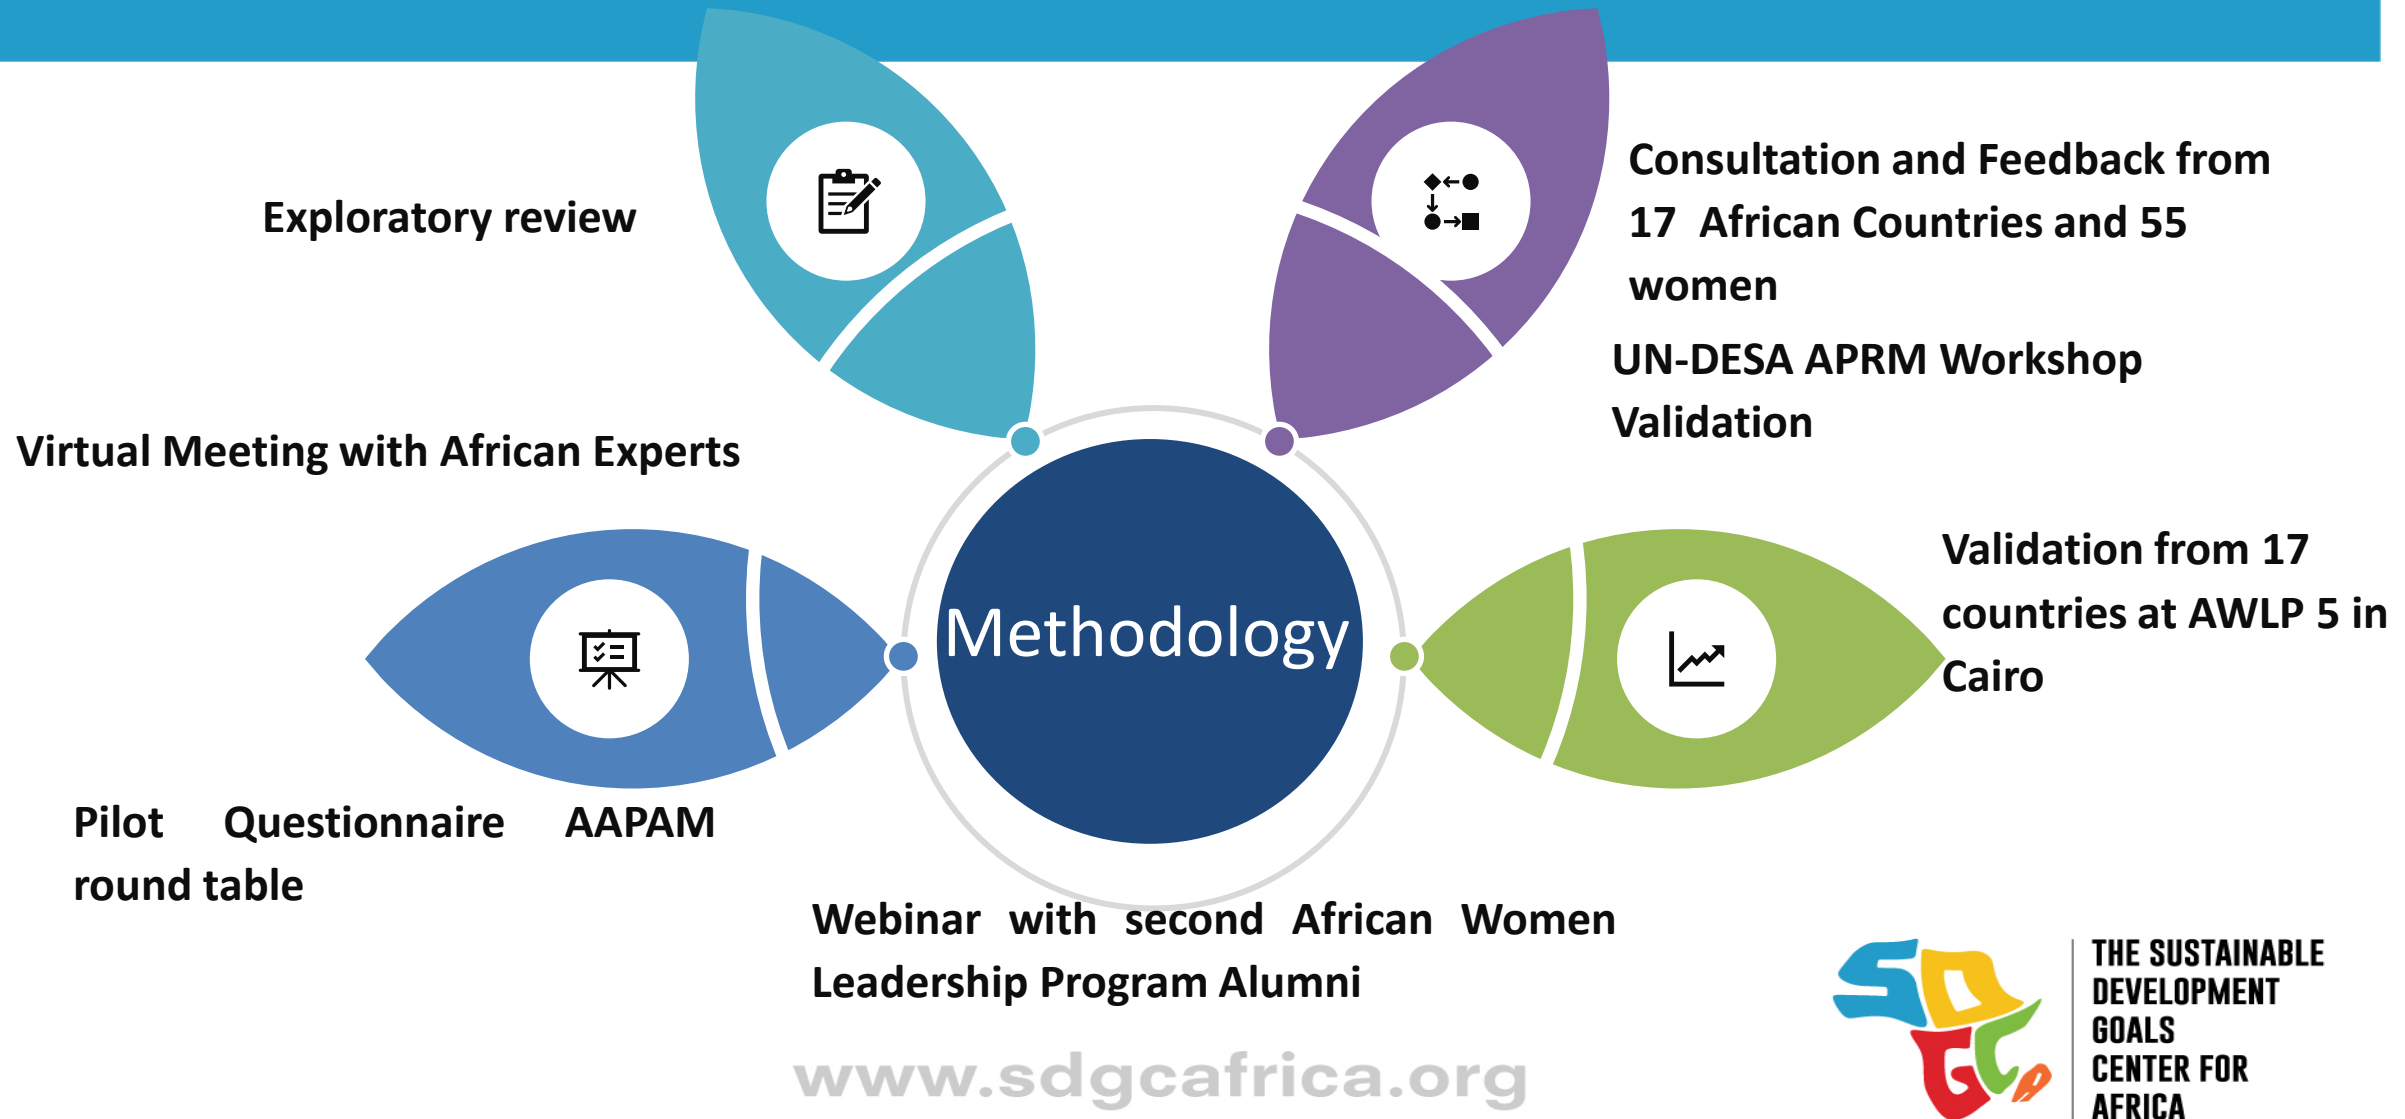 Exploratory review
Virtual Meeting with African Experts
Pilot Questionnaire AAPAM
round table
Methodology
Webinar with second African Women
Leadership Program Alumni
Consultation and Feedback from
17 African Countries and 55
women
UN-DESA APRM Workshop
Validation
Validation from 17
countries at AWLP 5 in
Cairo
www.sdgcafrica.org
SDGCA
THE SUSTAINABLE
DEVELOPMENT
GOALS
CENTER FOR
AFRICA